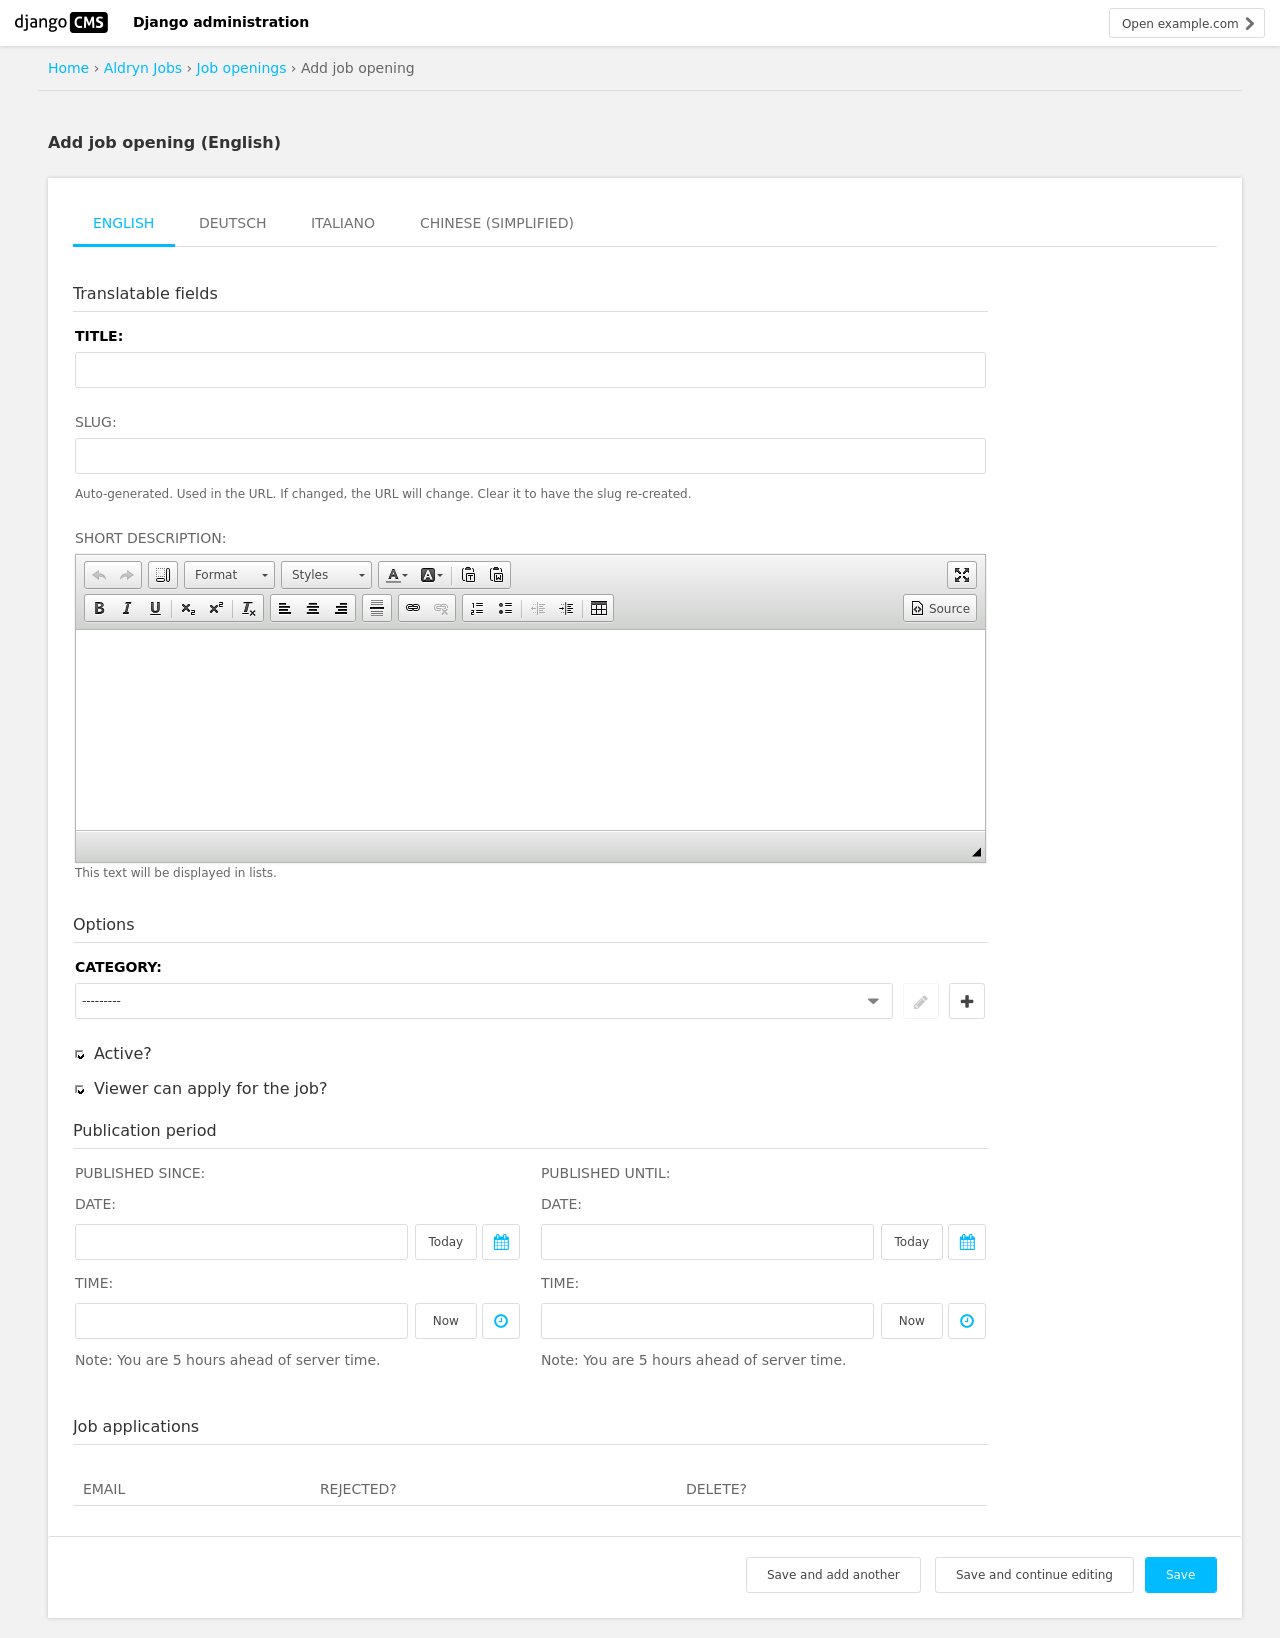 django CMS Django administration Open example.com
Home › Aldryn Jobs › Job openings › Add job opening
Add job opening (English)
ENGLISH DEUTSCH ITALIANO CHINESE (SIMPLIFIED)
Translatable fields
TITLE:
SLUG:
Auto-generated. Used in the URL. If changed, the URL will change. Clear it to have the slug re-created.
SHORT DESCRIPTION:
Format Styles
Source
This text will be displayed in lists.
Options
CATEGORY:
---------
Active?
Viewer can apply for the job?
Publication period
PUBLISHED SINCE: PUBLISHED UNTIL:
DATE: DATE:
Today Today
TIME: TIME:
Now Now
Note: You are 5 hours ahead of server time. Note: You are 5 hours ahead of server time.
Job applications
EMAIL REJECTED? DELETE?
Save and add another Save and continue editing Save